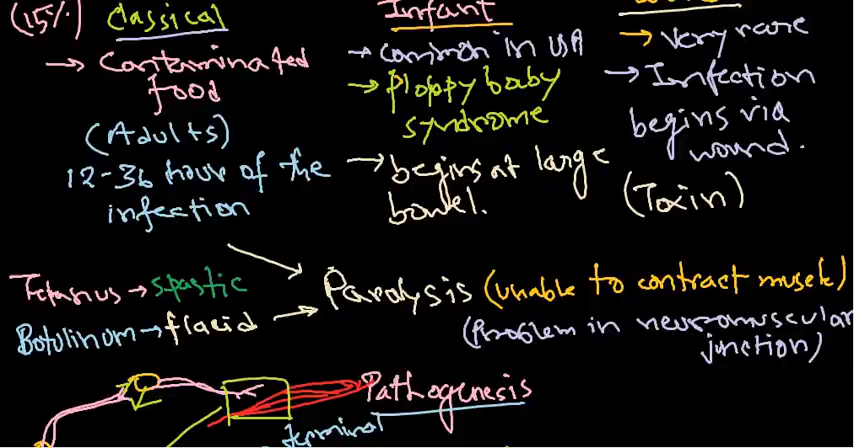 (15%) Classical
→ Contaminated
food
(Adults)
12-36 hour of the
infection
Infant
→ common in USA
→ ploppy baby
syndrome
→ begins at large
bowel.
→ very rare
→ Infection
begins via
wound.
(Toxin)
Tetanus → spastic
Botulinum → flacid →
Paralysis (unable to contract muscle)
(Problem in neuromuscular
junction)
Pathogenesis
terminal